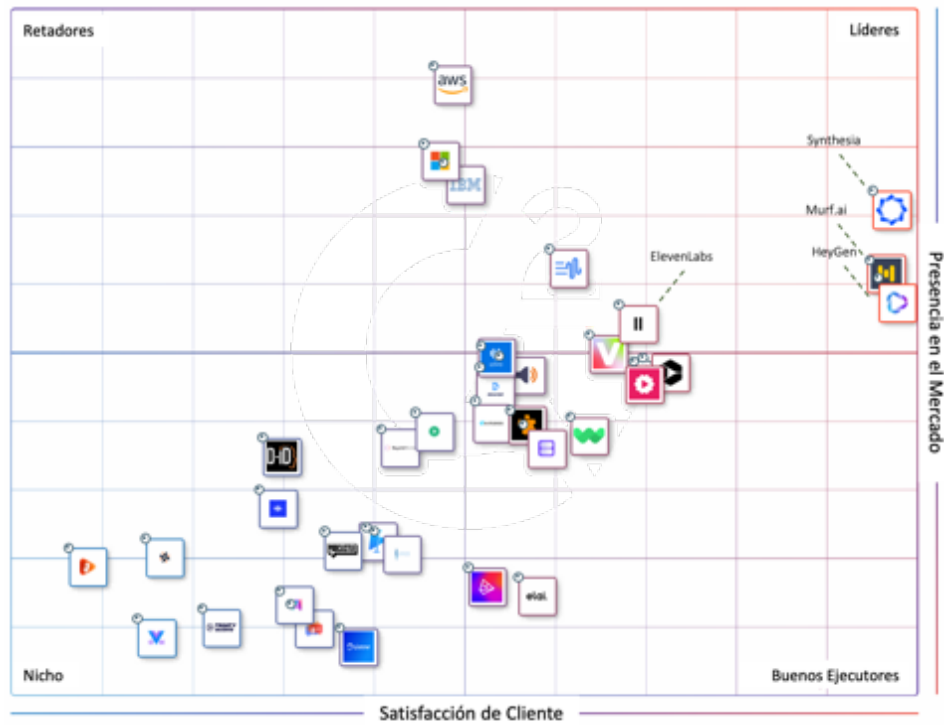 Retadores
Líderes
aws
Synthesia
IBM
Murf.ai
HeyGen
ElevenLabs
Presencia en el Mercado
D-ID
elai
Nicho
Buenos Ejecutores
Satisfacción de Cliente